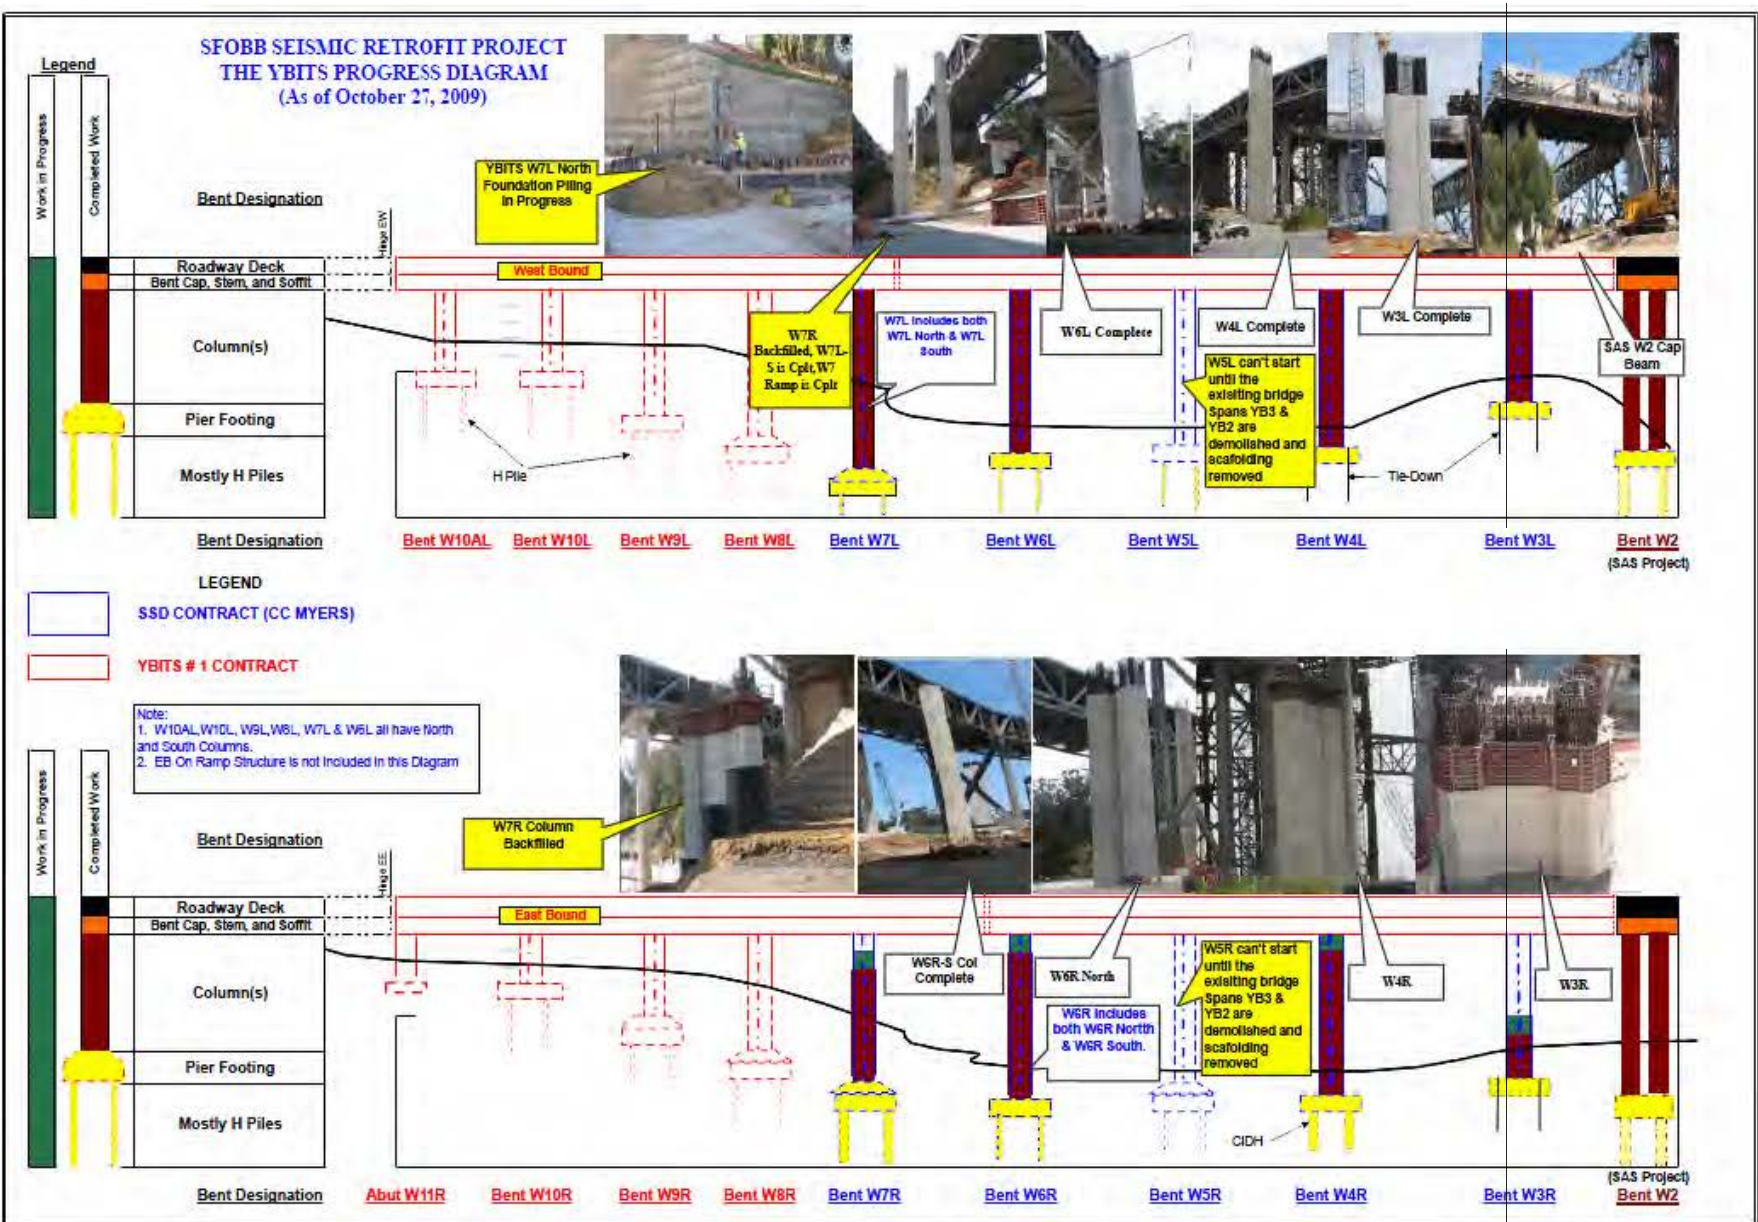 SFOBB SEISMIC RETROFIT PROJECT
THE YBITS PROGRESS DIAGRAM
(As of October 27, 2009)
Legend
Work in Progress
Completed Work
Bent Designation
Hinge EW
YBITS W7L North
Foundation Piling
in Progress
Roadway Deck
Bent Cap, Stem, and Soffit
Column(s)
Pier Footing
Mostly H Piles
West Bound
W7R
Backfilled, W7L-
S is Cplt, W7
Ramp is Cplt
W7L includes both
W7L North & W7L
South
W6L Complete
W4L Complete
W5L can't start
until the
exisiting bridge
Spans YB3 &
YB2 are
demolished and
scafolding
removed
W3L Complete
SAS W2 Cap
Beam
H Pile
Tie-Down
Bent Designation
Bent W10AL
Bent W10L
Bent W9L
Bent W8L
Bent W7L
Bent W6L
Bent W5L
Bent W4L
Bent W3L
Bent W2
(SAS Project)
LEGEND
SSD CONTRACT (CC MYERS)
YBITS # 1 CONTRACT
Note:
1. W10AL,W10L, W9L,W8L, W7L & W6L all have North
and South Columns.
2. EB On Ramp Structure is not included in this Diagram
Work in Progress
Completed Work
Bent Designation
Hinge EE
W7R Column
Backfilled
Roadway Deck
Bent Cap, Stem, and Soffit
Column(s)
Pier Footing
Mostly H Piles
East Bound
W6R-S Col
Complete
W6R North
W6R includes
both W6R North
& W6R South.
W5R can't start
until the
exisiting bridge
Spans YB3 &
YB2 are
demolished and
scafolding
removed
W4R
W3R
CIDH
Bent Designation
Abut W11R
Bent W10R
Bent W9R
Bent W8R
Bent W7R
Bent W6R
Bent W5R
Bent W4R
Bent W3R
(SAS Project)
Bent W2